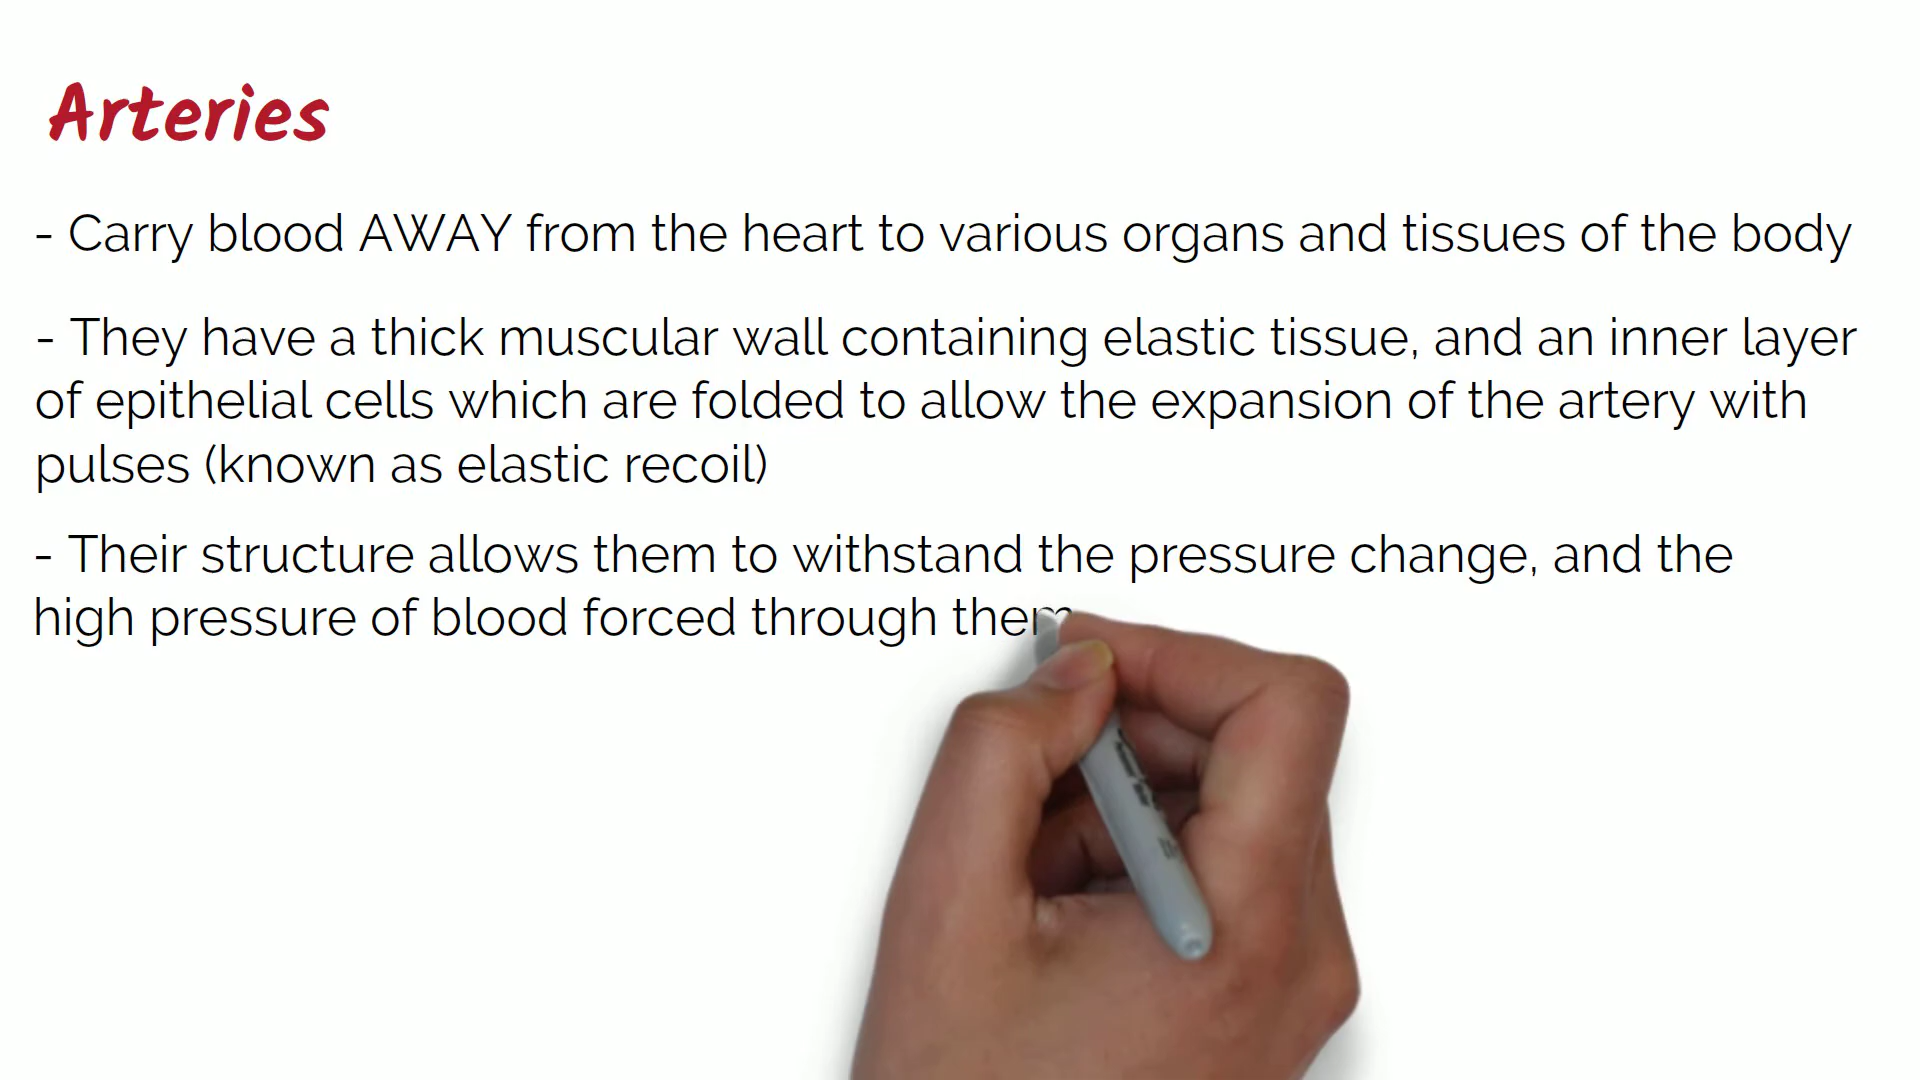 Arteries
- Carry blood AWAY from the heart to various organs and tissues of the body
- They have a thick muscular wall containing elastic tissue, and an inner layer
of epithelial cells which are folded to allow the expansion of the artery with
pulses (known as elastic recoil)
- Their structure allows them to withstand the pressure change, and the
high pressure of blood forced through them